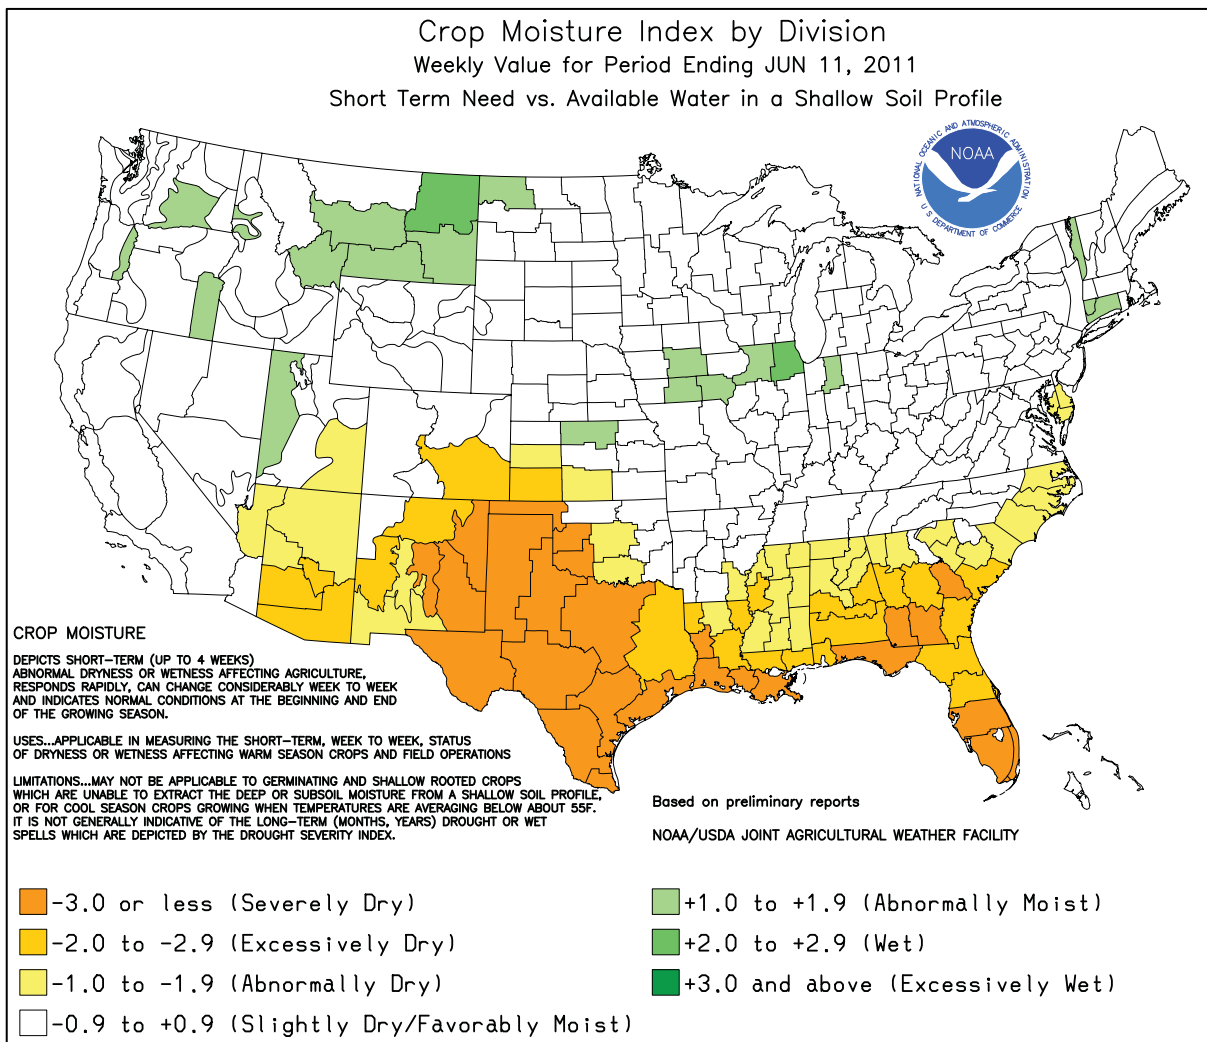 Crop Moisture Index by Division
Weekly Value for Period Ending JUN 11, 2011
Short Term Need vs. Available Water in a Shallow Soil Profile
NATIONAL OCEANIC AND ATMOSPHERIC ADMINISTRATION
NOAA
U S DEPARTMENT OF COMMERCE
CROP MOISTURE
DEPICTS SHORT-TERM (UP TO 4 WEEKS)
ABNORMAL DRYNESS OR WETNESS AFFECTING AGRICULTURE,
RESPONDS RAPIDLY, CAN CHANGE CONSIDERABLY WEEK TO WEEK
AND INDICATES NORMAL CONDITIONS AT THE BEGINNING AND END
OF THE GROWING SEASON.
USES...APPLICABLE IN MEASURING THE SHORT-TERM, WEEK TO WEEK, STATUS
OF DRYNESS OR WETNESS AFFECTING WARM SEASON CROPS AND FIELD OPERATIONS
LIMITATIONS...MAY NOT BE APPLICABLE TO GERMINATING AND SHALLOW ROOTED CROPS
WHICH ARE UNABLE TO EXTRACT THE DEEP OR SUBSOIL MOISTURE FROM A SHALLOW SOIL PROFILE,
OR FOR COOL SEASON CROPS GROWING WHEN TEMPERATURES ARE AVERAGING BELOW ABOUT 55F.
IT IS NOT GENERALLY INDICATIVE OF THE LONG-TERM (MONTHS, YEARS) DROUGHT OR WET
SPELLS WHICH ARE DEPICTED BY THE DROUGHT SEVERITY INDEX.
Based on preliminary reports
NOAA/USDA JOINT AGRICULTURAL WEATHER FACILITY
-3.0 or less (Severely Dry)
-2.0 to -2.9 (Excessively Dry)
-1.0 to -1.9 (Abnormally Dry)
-0.9 to +0.9 (Slightly Dry/Favorably Moist)
+1.0 to +1.9 (Abnormally Moist)
+2.0 to +2.9 (Wet)
+3.0 and above (Excessively Wet)